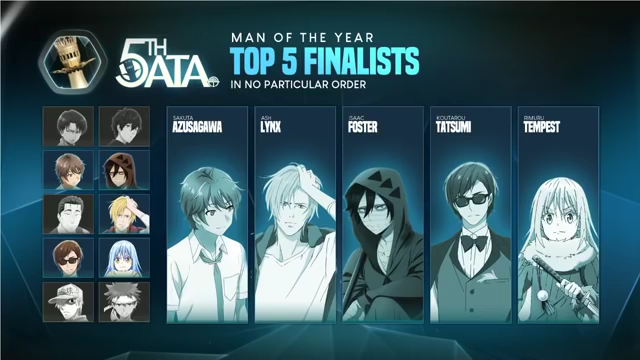 5TH
ATA
MAN OF THE YEAR
TOP 5 FINALISTS
IN NO PARTICULAR ORDER
SAKUTA
AZUSAGAWA
ASH
LYNX
ISAAC
FOSTER
KOUTAROU
TATSUMI
RIMURU
TEMPEST